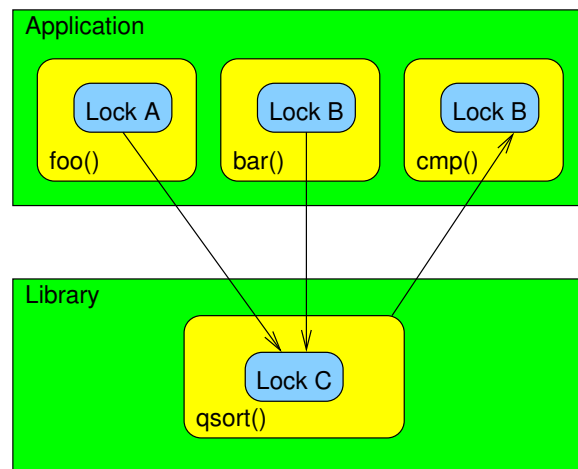 Application
Lock A
Lock B
Lock B
foo()
bar()
cmp()
Library
Lock C
qsort()